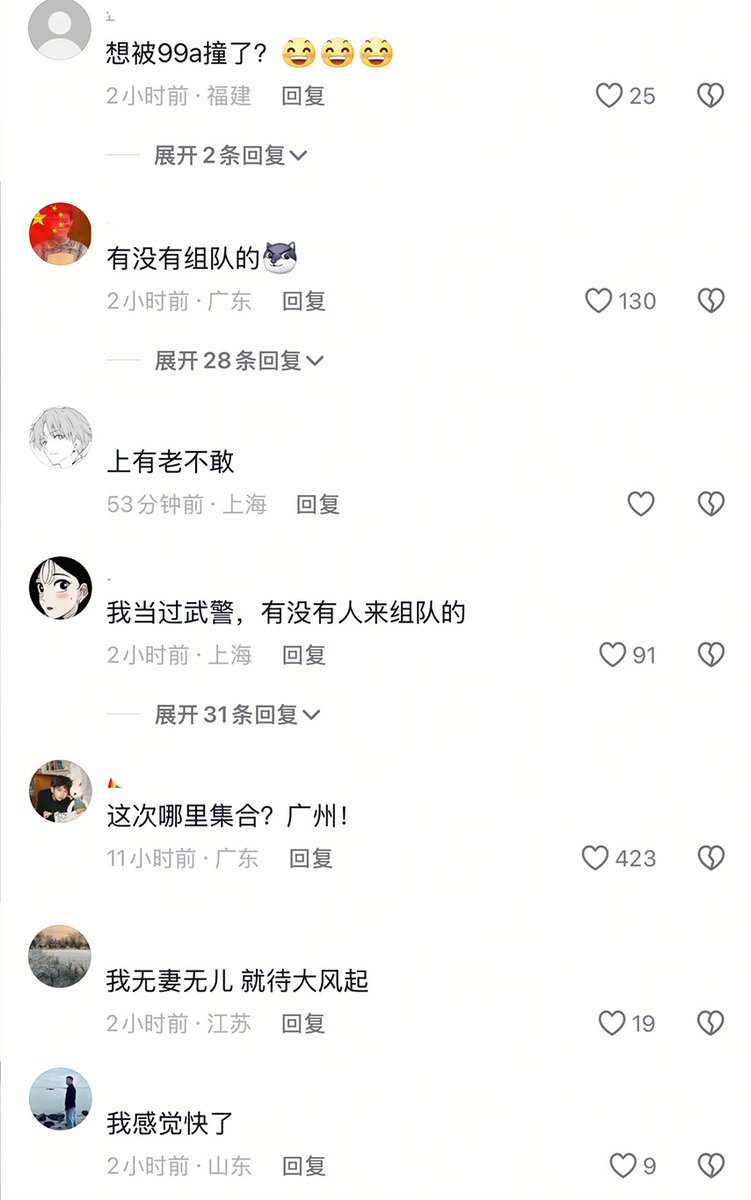 想被99a撞了？😄😄😄
2小时前·福建 回复 25
展开2条回复
有没有组队的
2小时前·广东 回复 130
展开28条回复
上有老不敢
53分钟前·上海 回复
我当过武警，有没有人来组队的
2小时前·上海 回复 91
展开31条回复
这次哪里集合？广州！
11小时前·广东 回复 423
我无妻无儿 就待大风起
2小时前·江苏 回复 19
我感觉快了
2小时前·山东 回复 9